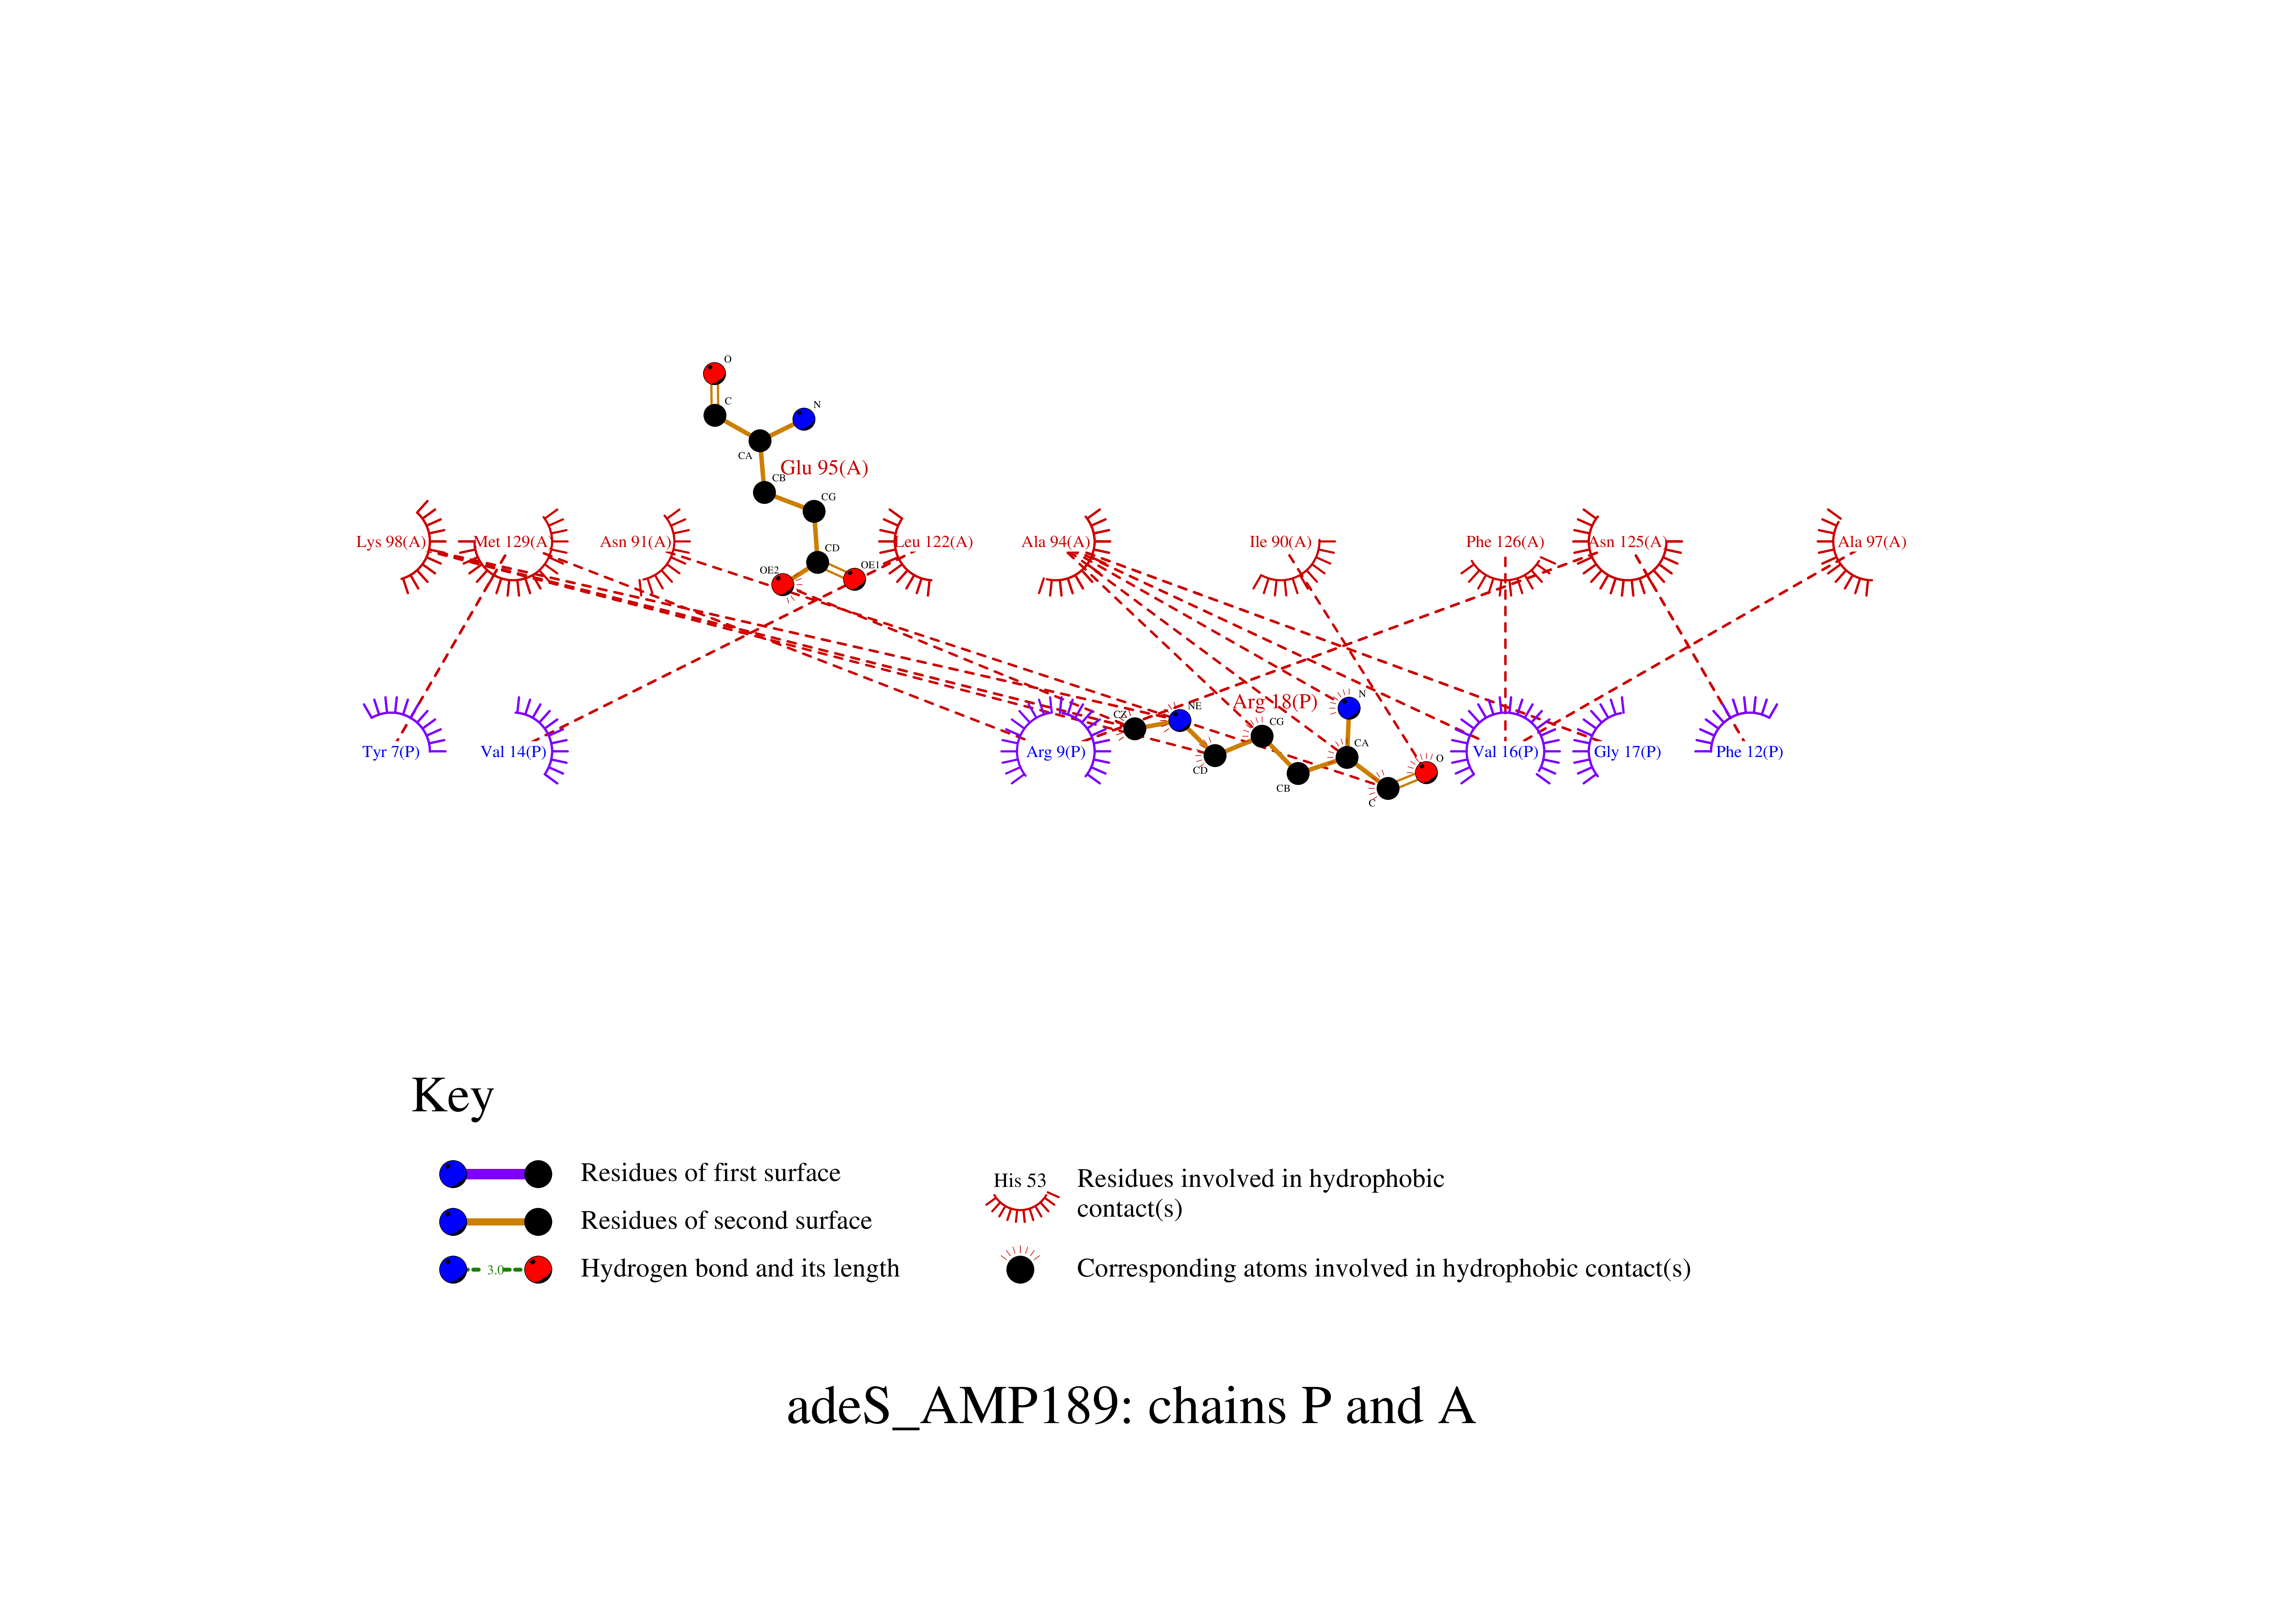 O
C
N
CA
Glu 95(A)
CB
CG
Lys 98(A) Met 129(A) Asn 91(A) Leu 122(A) Ala 94(A) Ile 90(A) Phe 126(A) Asn 125(A) Ala 97(A)
CD
OE2 OE1
Arg 18(P) N
CZ NE
CG
CA
Tyr 7(P) Val 14(P) Arg 9(P) Val 16(P) Gly 17(P) Phe 12(P)
O
CD
CB
C
Key
Residues of first surface
Residues of second surface
3.0 Hydrogen bond and its length
His 53 Residues involved in hydrophobic
contact(s)
Corresponding atoms involved in hydrophobic contact(s)
adeS_AMP189: chains P and A